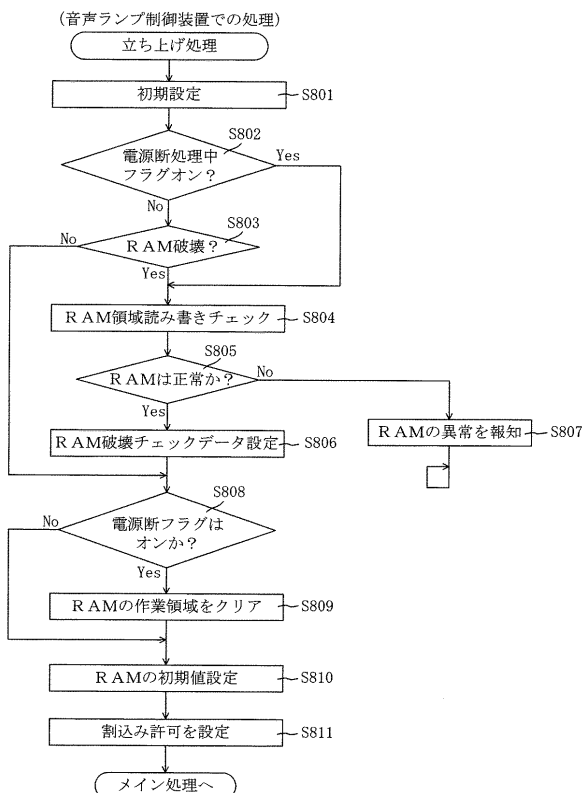 (音声ランプ制御装置での処理)
立ち上げ処理
初期設定
S801
S802
電源断処理中
フラグオン?
Yes
No
S803
RAM破壊?
No
Yes
RAM領域読み書きチェック
S804
S805
RAMは正常か?
No
Yes
RAM破壊チェックデータ設定
S806
RAMの異常を報知
S807
S808
電源断フラグは
オンか?
No
Yes
RAMの作業領域をクリア
S809
RAMの初期値設定
S810
割込み許可を設定
S811
メイン処理へ